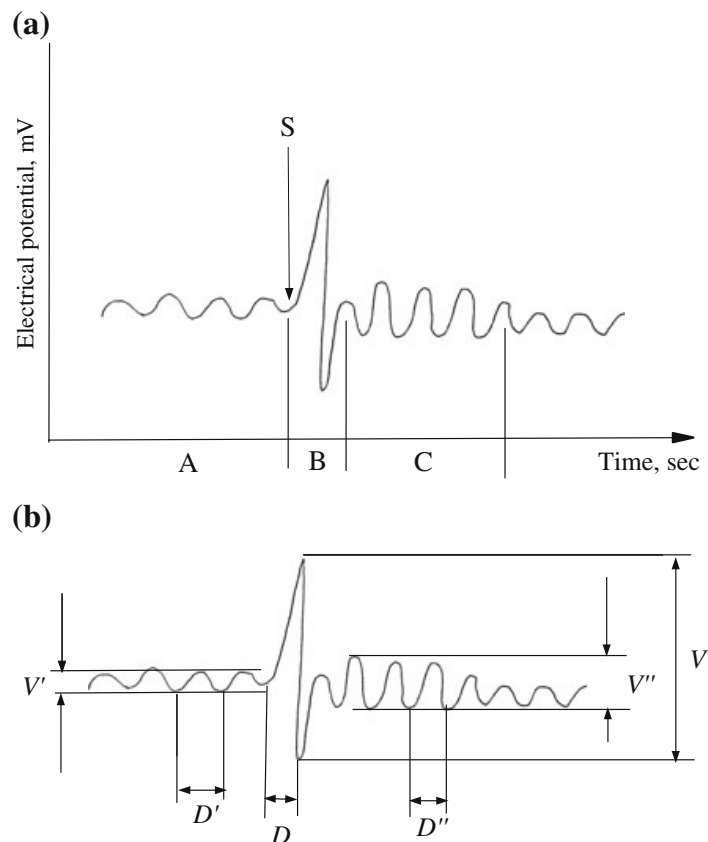 (a)
Electrical potential, mV
S
A B C Time, sec
(b)
V' V'' V
D' D D''